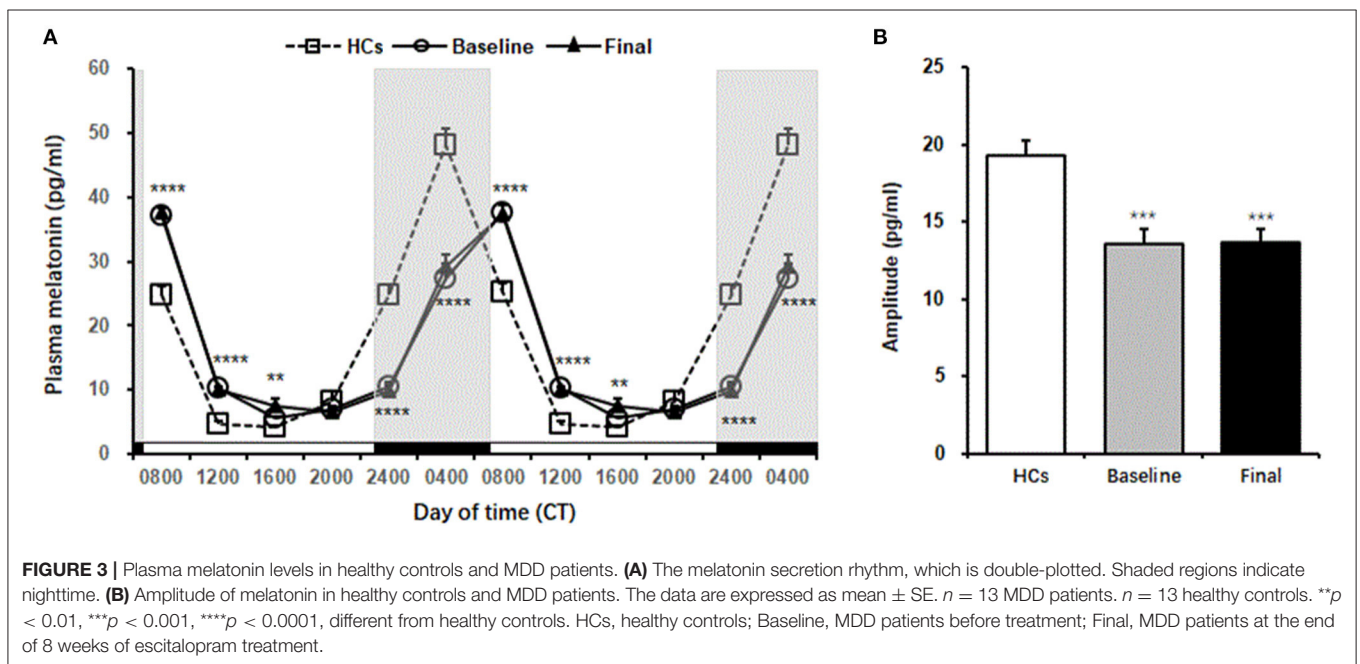 A
HCs Baseline Final
60
50
40
30
20
10
0
Plasma melatonin (pg/ml)
**** ****
**** ** **** **** ** ****
**** ****
0800 1200 1600 2000 2400 0400 0800 1200 1600 2000 2400 0400
Day of time (CT)
B
25
20
15
10
5
0
Amplitude (pg/ml)
*** ***
HCs Baseline Final
FIGURE 3 | Plasma melatonin levels in healthy controls and MDD patients. (A) The melatonin secretion rhythm, which is double-plotted. Shaded regions indicate
nighttime. (B) Amplitude of melatonin in healthy controls and MDD patients. The data are expressed as mean ± SE. n = 13 MDD patients. n = 13 healthy controls. **p
< 0.01, ***p < 0.001, ****p < 0.0001, different from healthy controls. HCs, healthy controls; Baseline, MDD patients before treatment; Final, MDD patients at the end
of 8 weeks of escitalopram treatment.